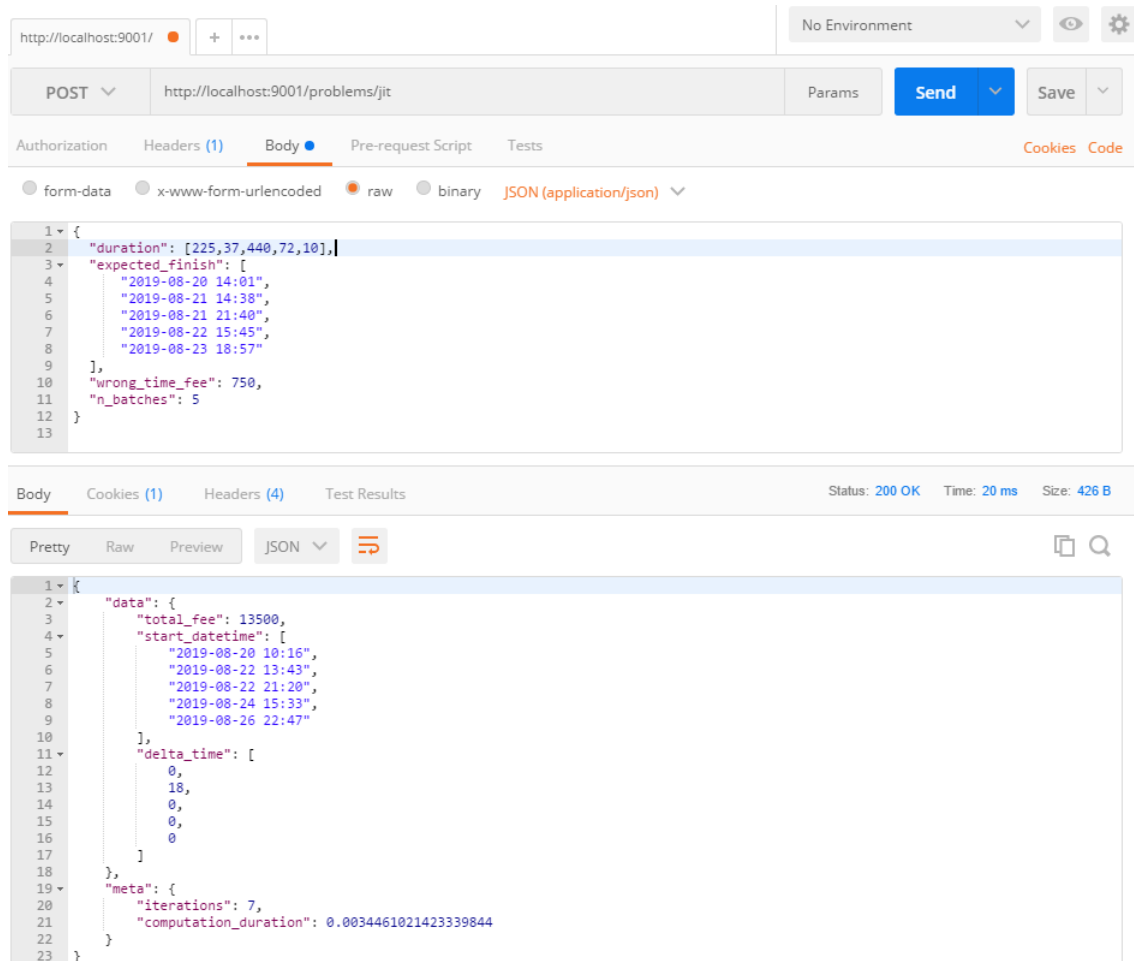 http://localhost:9001/
No Environment
POST http://localhost:9001/problems/jit Params Send Save
Authorization Headers (1) Body Pre-request Script Tests Cookies Code
form-data x-www-form-urlencoded raw binary JSON (application/json)
1 {
2 "duration": [225,37,440,72,10],
3 "expected_finish": [
4 "2019-08-20 14:01",
5 "2019-08-21 14:38",
6 "2019-08-21 21:40",
7 "2019-08-22 15:45",
8 "2019-08-23 18:57"
9 ],
10 "wrong_time_fee": 750,
11 "n_batches": 5
12 }
13
Body Cookies (1) Headers (4) Test Results Status: 200 OK Time: 20 ms Size: 426 B
Pretty Raw Preview JSON
1 {
2 "data": {
3 "total_fee": 13500,
4 "start_datetime": [
5 "2019-08-20 10:16",
6 "2019-08-22 13:43",
7 "2019-08-22 21:20",
8 "2019-08-24 15:33",
9 "2019-08-26 22:47"
10 ],
11 "delta_time": [
12 0,
13 18,
14 0,
15 0,
16 0
17 ]
18 },
19 "meta": {
20 "iterations": 7,
21 "computation_duration": 0.0034461021423339844
22 }
23 }